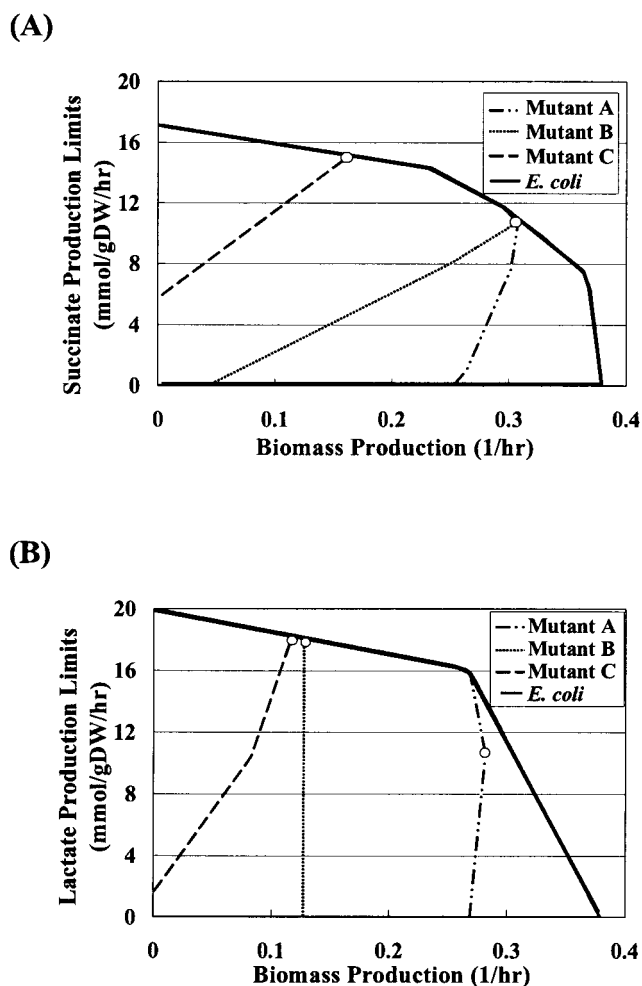 (A)
20
16
12
8
4
0
Succinate Production Limits
(mmol/gDW/hr)
Mutant A
Mutant B
Mutant C
E. coli
0
0.1
0.2
0.3
0.4
Biomass Production (1/hr)
(B)
20
16
12
8
4
0
Lactate Production Limits
(mmol/gDW/hr)
Mutant A
Mutant B
Mutant C
E. coli
0
0.1
0.2
0.3
0.4
Biomass Production (1/hr)